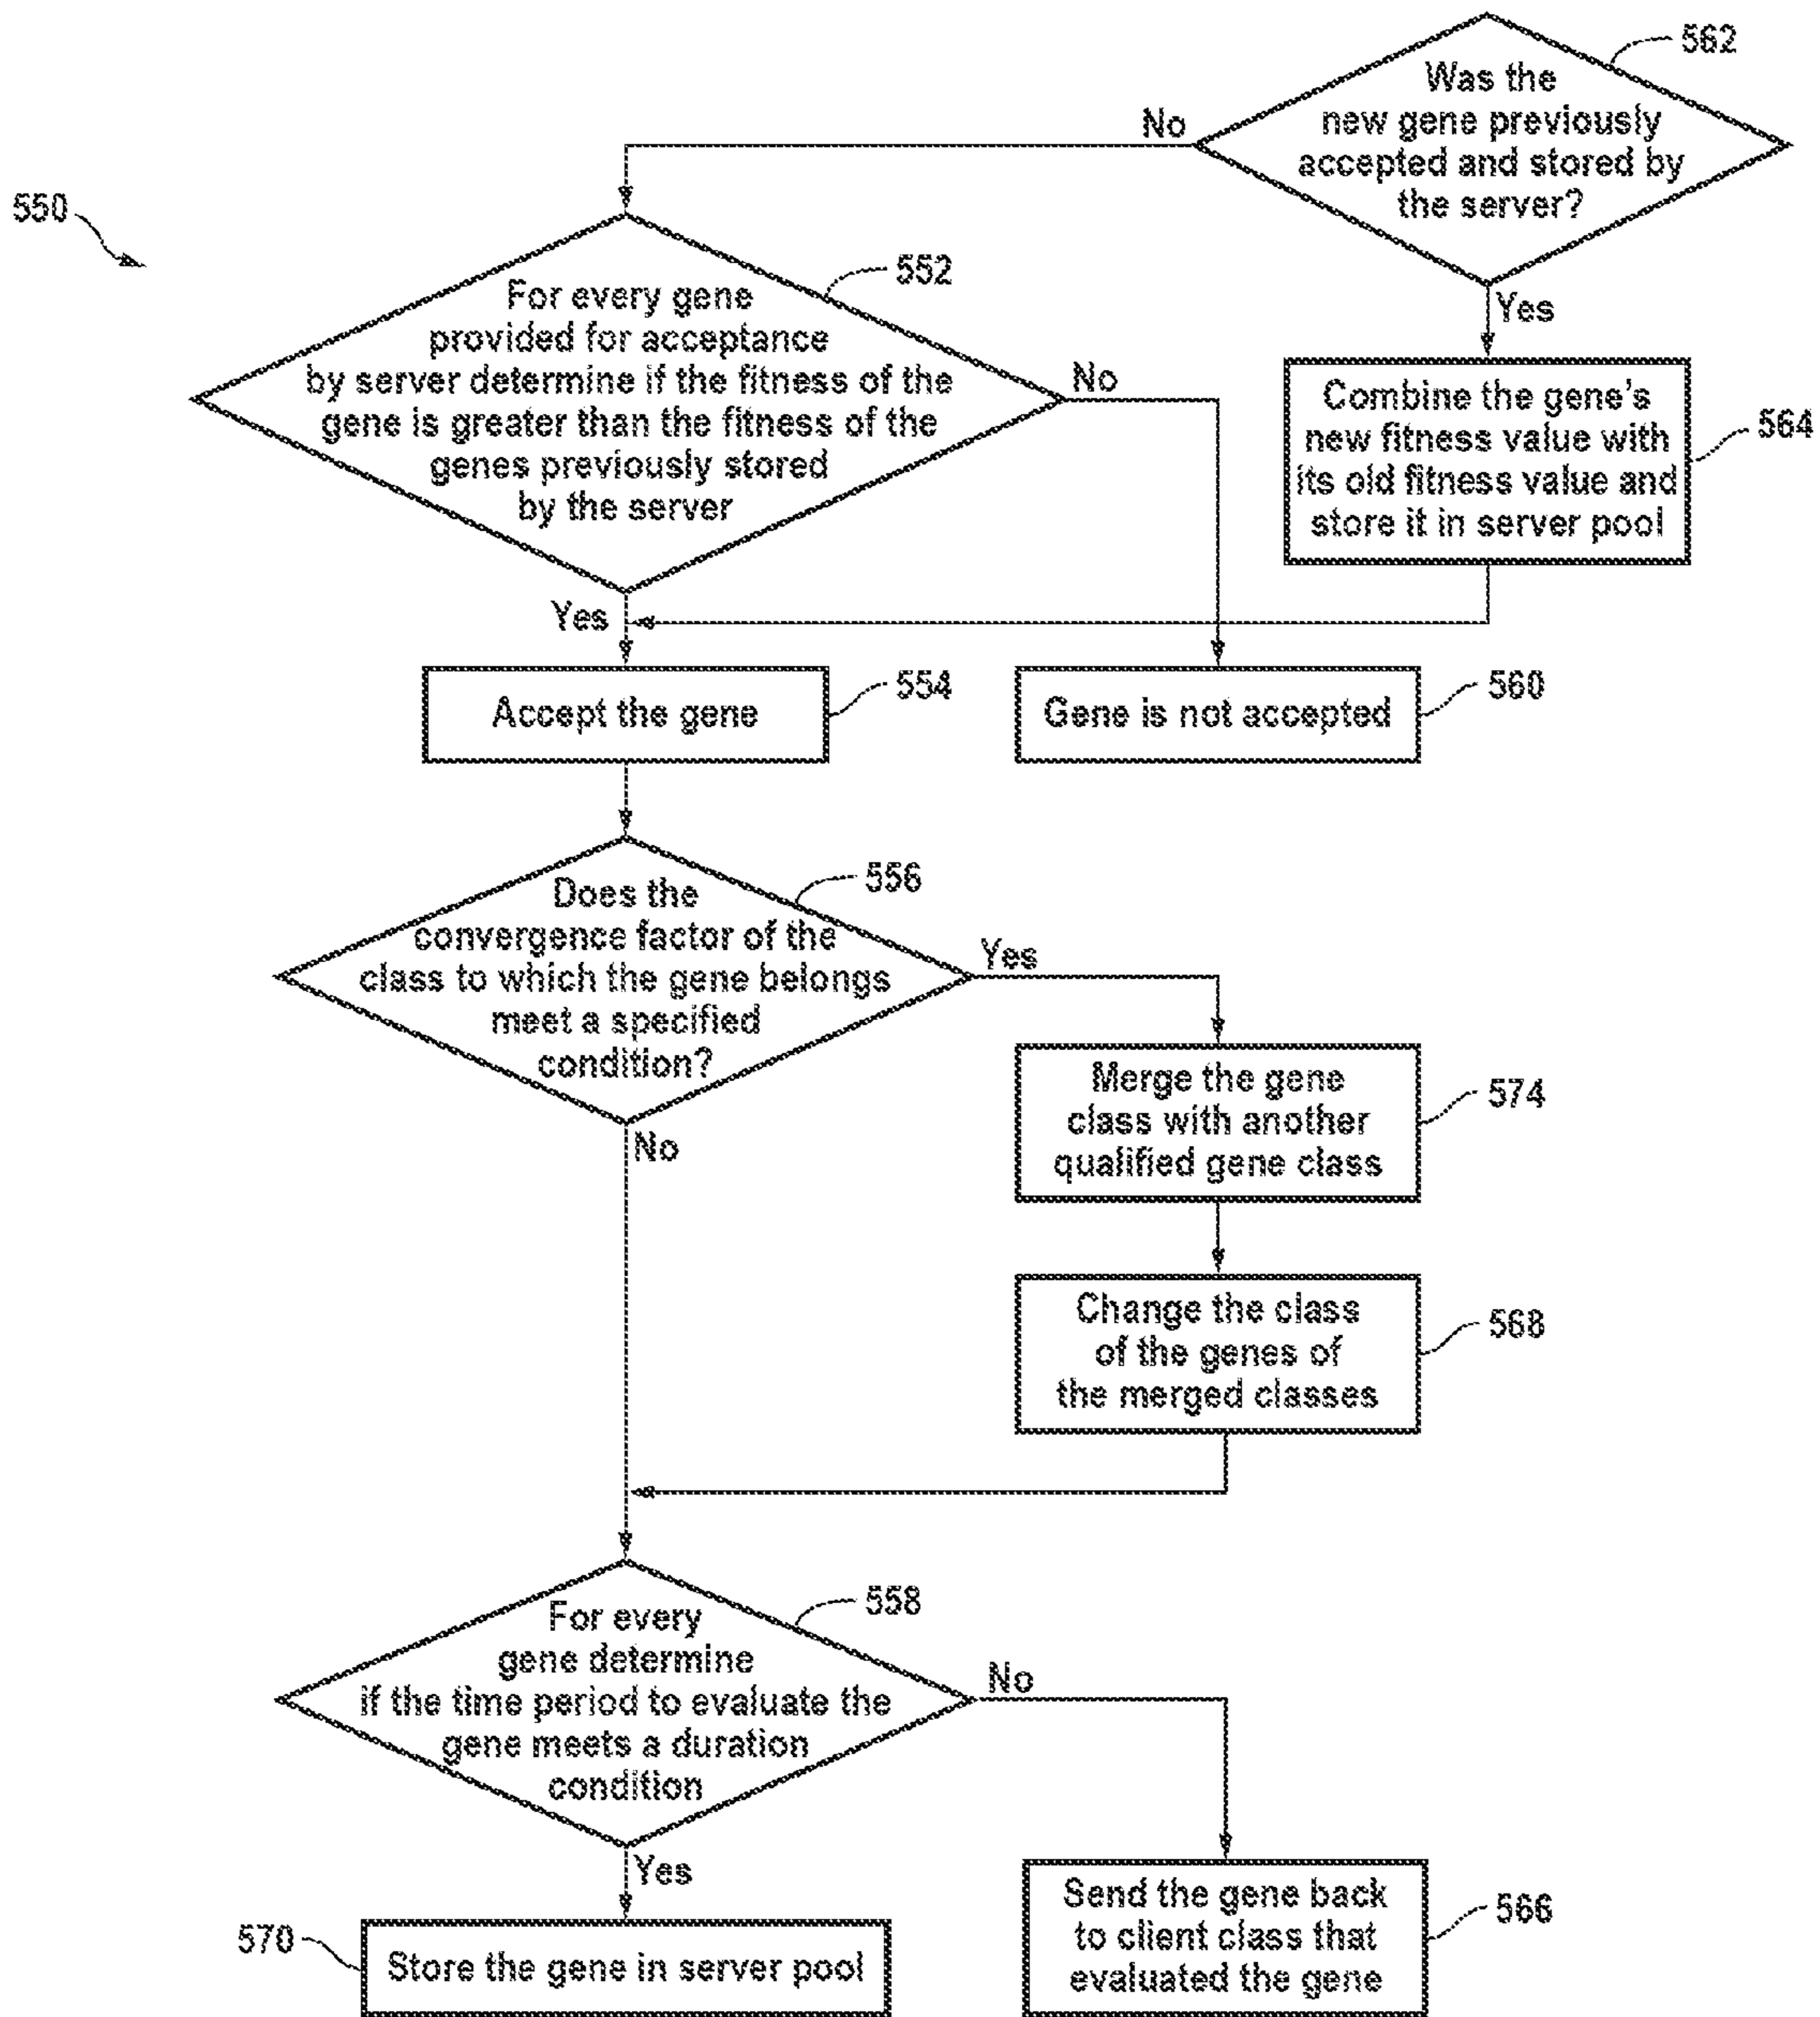 562
Was the
new gene previously
accepted and stored by
the server?
No
Yes
550
552
For every gene
provided for acceptance
by server determine if the fitness of the
gene is greater than the fitness of the
genes previously stored
by the server
No
Yes
Combine the gene's
new fitness value with
its old fitness value and
store it in server pool
564
Accept the gene
554
Gene is not accepted
560
556
Does the
convergence factor of the
class to which the gene belongs
meet a specified
condition?
Yes
No
Merge the gene
class with another
qualified gene class
574
Change the class
of the genes of
the merged classes
568
558
For every
gene determine
if the time period to evaluate the
gene meets a duration
condition
No
Yes
570
Store the gene in server pool
Send the gene back
to client class that
evaluated the gene
566